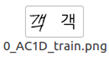 객 객
0_AC1D_train.png